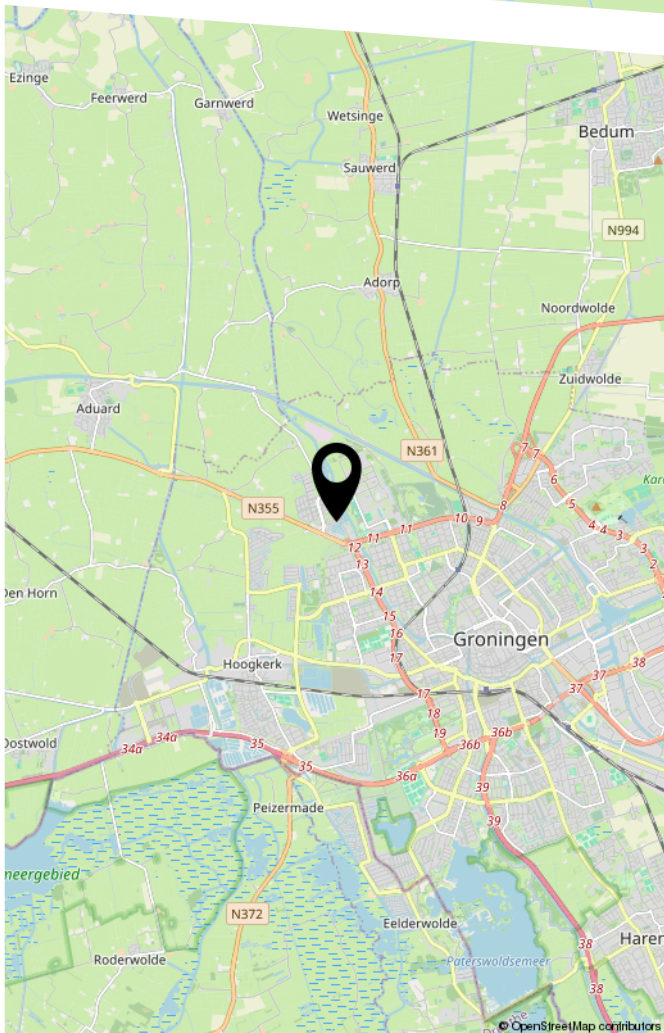 Ezinge
Feerwerd
Garnwerd
Wetsinge
Bedum
Sauwerd
N994
Adorp
Noordwolde
Zuidwolde
Aduard
N361
7
7
Kar
6
N355
8
5
10
9
11
11
4
4
3
12
3
13
2
14
Den Horn
15
16
Groningen
Hoogkerk
17
38
37
17
37
18
Oostwold
34a
34a
35
19
36b
36b
35
36a
39
Peizermade
39
meergebied
N372
Eelderwolde
Haren
38
Roderwolde
Paterswoldsemeer
38
© OpenStreetMap contributors